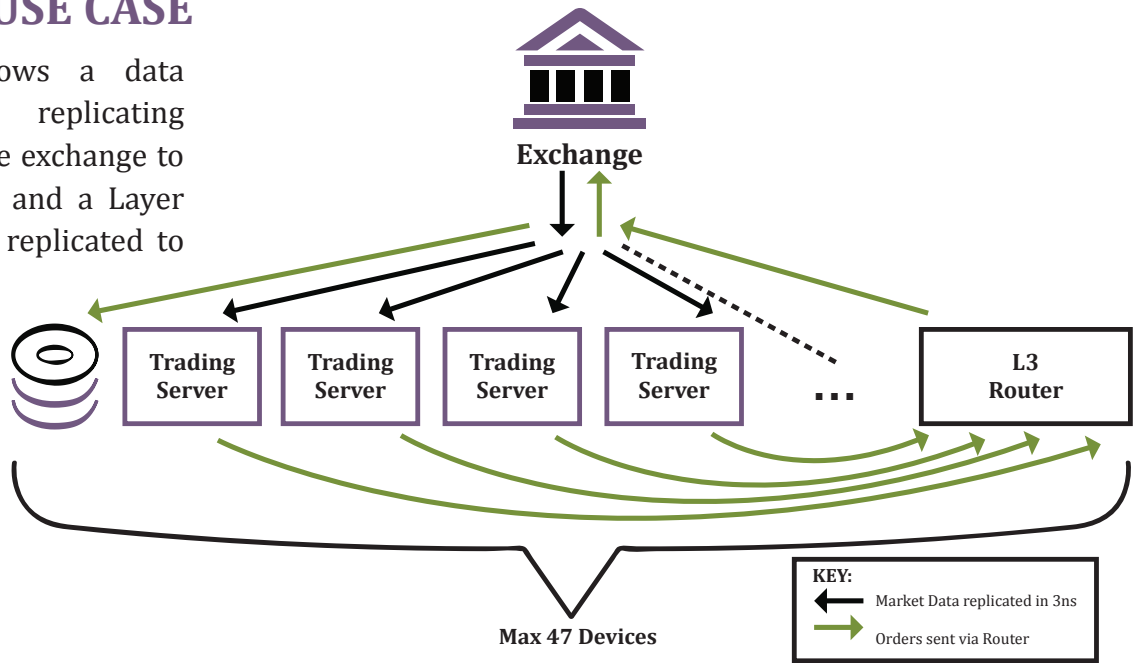 USE CASE
a data
replicating
exchange to
and a Layer
replicated to
Exchange
Trading
Server
Trading
Server
Trading
Server
Trading
Server
...
L3
Router
Max 47 Devices
KEY:
Market Data replicated in 3ns
Orders sent via Router